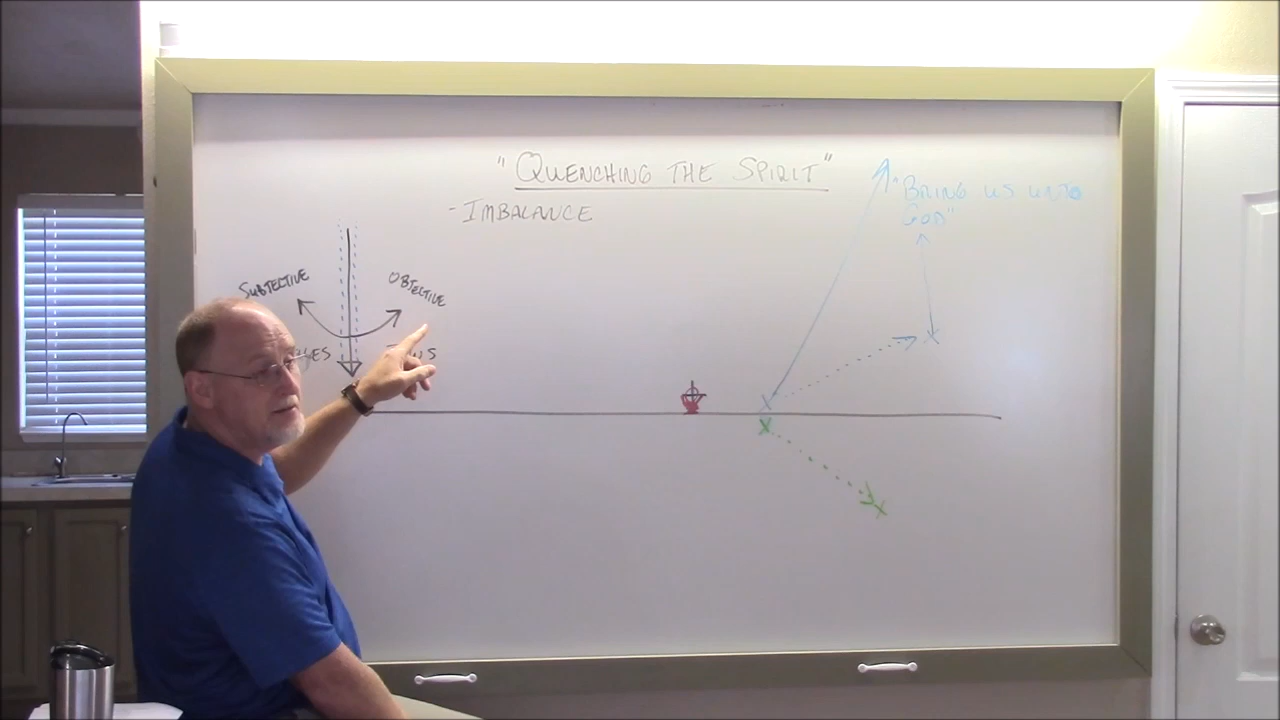 "QUENCHING THE SPIRIT"
-IMBALANCE
"BRING US UNTO
GOD"
SUBJECTIVE
OBJECTIVE